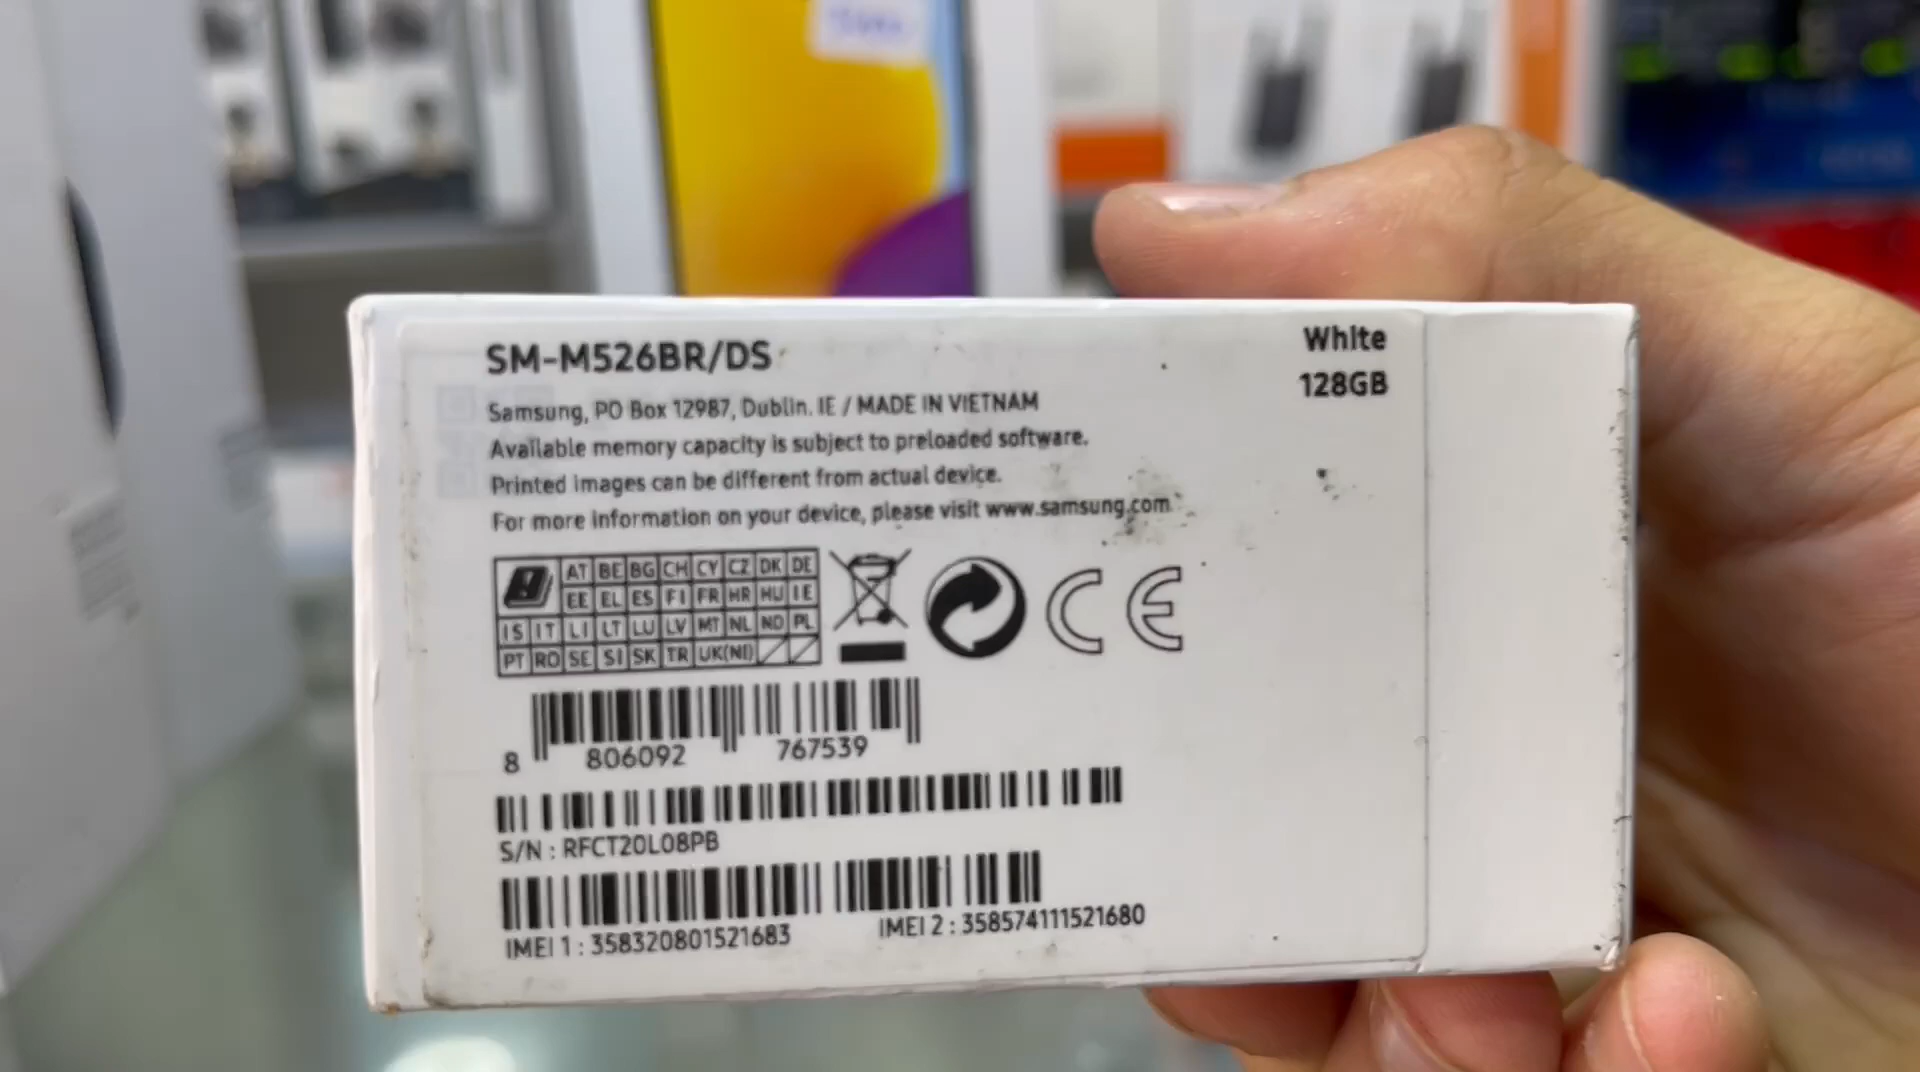 SM-M526BR/DS
White
128GB
Samsung, PO Box 12987, Dublin. IE / MADE IN VIETNAM
Available memory capacity is subject to preloaded software.
Printed images can be different from actual device.
For more information on your device, please visit www.samsung.com
AT BE BG CH CY CZ DK DE
EE EL ES FI FR HR HU IE
IS IT LI LT LU LV MT NL NO PL
PT RO SE SI SK TR UK(NI)
CE
8 806092 767539
S/N : RFCT20L08PB
IMEI 1 : 358320801521683
IMEI 2 : 358574111521680